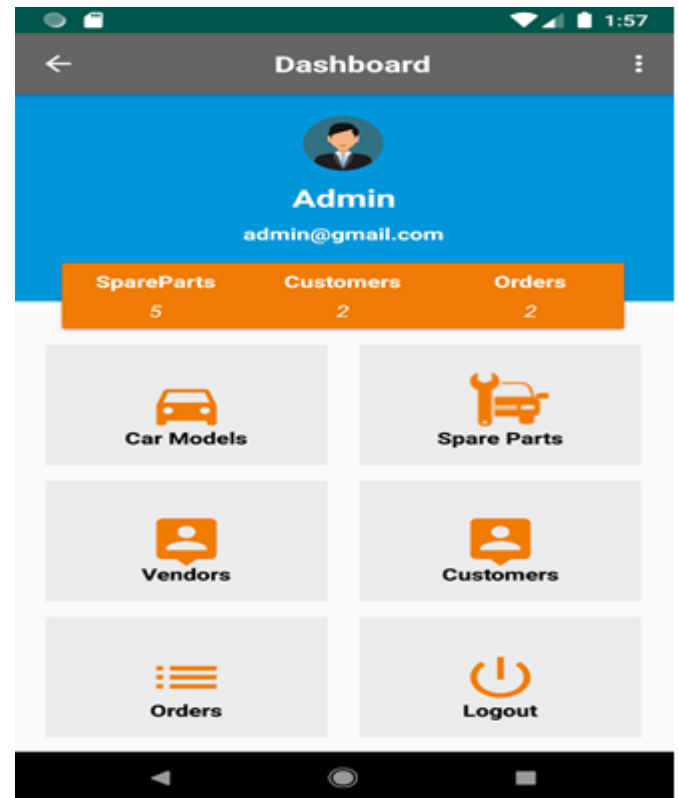 1:57
Dashboard
Admin
admin@gmail.com
SpareParts Customers Orders
5 2 2
Car Models Spare Parts
Vendors Customers
Orders Logout